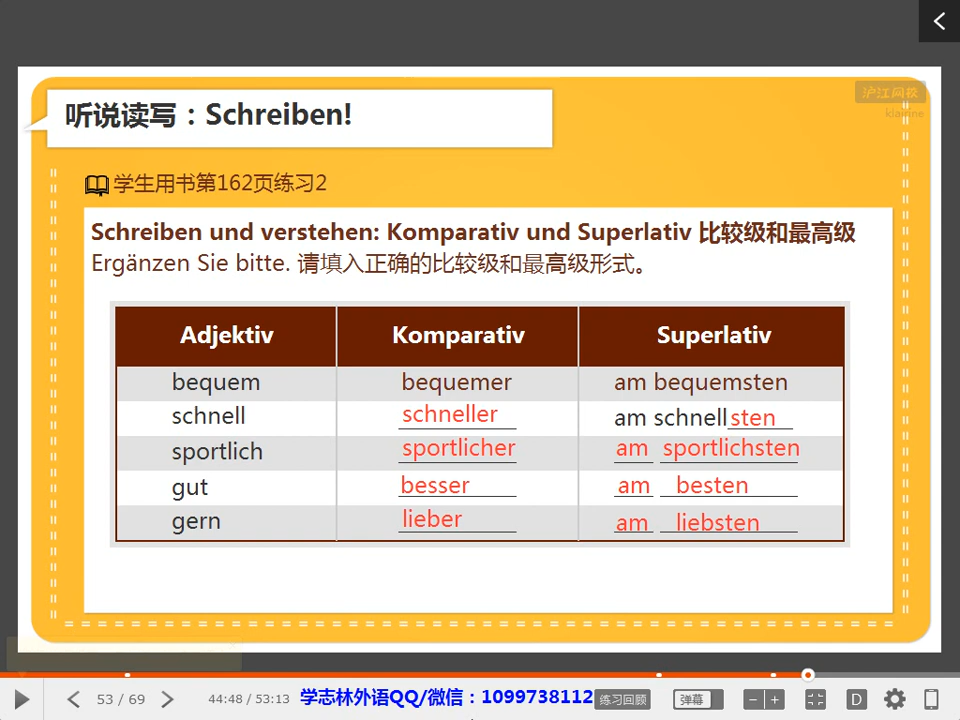 听说读写：Schreiben!
沪江网校
klairine
学生用书第162页练习2
Schreiben und verstehen: Komparativ und Superlativ 比较级和最高级
Ergänzen Sie bitte. 请填入正确的比较级和最高级形式。
Adjektiv Komparativ Superlativ
bequem bequemer am bequemsten
schnell schneller am schnellsten
sportlich sportlicher am sportlichsten
gut besser am besten
gern lieber am liebsten
53 / 69 44:48 / 53:13 学志林外语QQ/微信：1099738112 练习回顾 弹幕 D